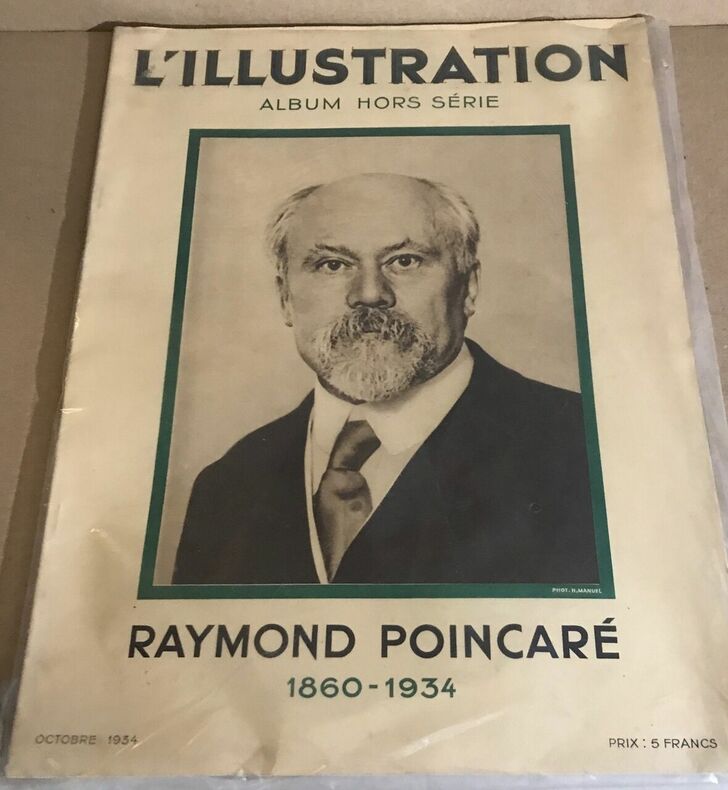 L'ILLUSTRATION
ALBUM HORS SÉRIE
PHOT. H. MANUEL
RAYMOND POINCARÉ
1860-1934
OCTOBRE 1934
PRIX : 5 FRANCS